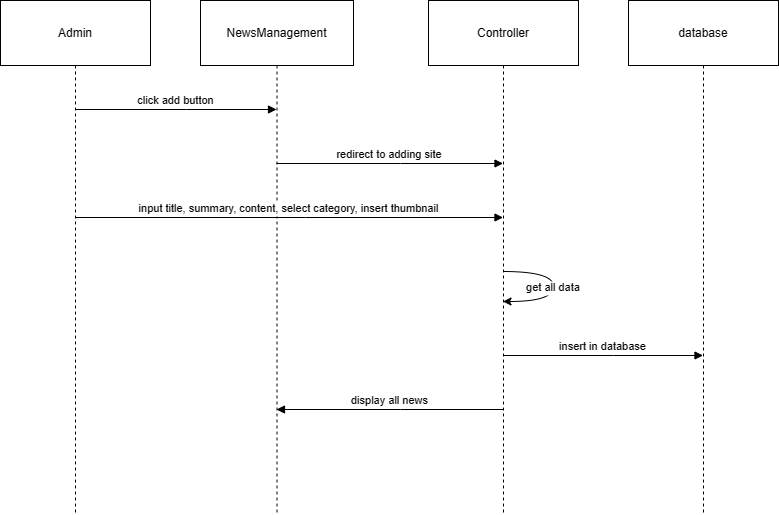 Admin
NewsManagement
Controller
database
click add button
redirect to adding site
input title, summary, content, select category, insert thumbnail
get all data
insert in database
display all news